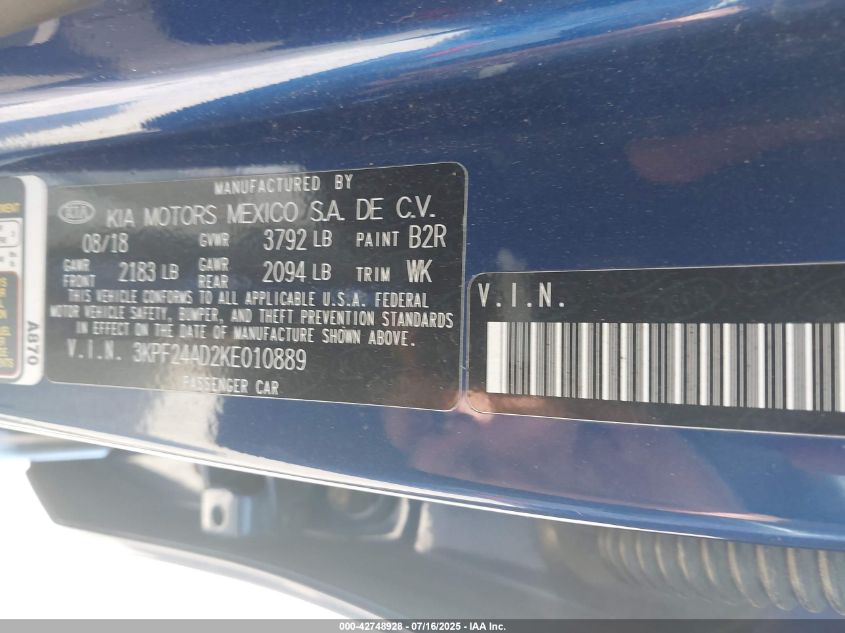 MANUFACTURED BY
KIA KIA MOTORS MEXICO S.A. DE C.V.
08/18 GVWR 3792 LB PAINT B2R
GAWR FRONT 2183 LB GAWR REAR 2094 LB TRIM WK
THIS VEHICLE CONFORMS TO ALL APPLICABLE U.S.A. FEDERAL
MOTOR VEHICLE SAFETY, BUMPER, AND THEFT PREVENTION STANDARDS
IN EFFECT ON THE DATE OF MANUFACTURE SHOWN ABOVE.
V.I.N. 3KPF24AD2KE010889
PASSENGER CAR
A870
V.I.N.
000-42748928 - 07/16/2025 - IAA Inc.